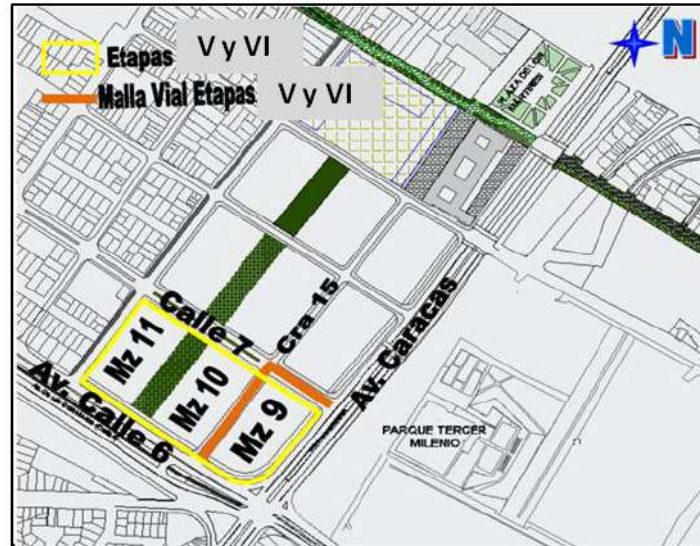 Etapas V y VI
Malla Vial Etapas V y VI
N
PLAZA DE LOS
MARTIRES
Cra 15
Calle 7
Av. Caracas
Mz 11
Mz 10
Mz 9
Av. Calle 6
PARQUE TERCER
MILENIO